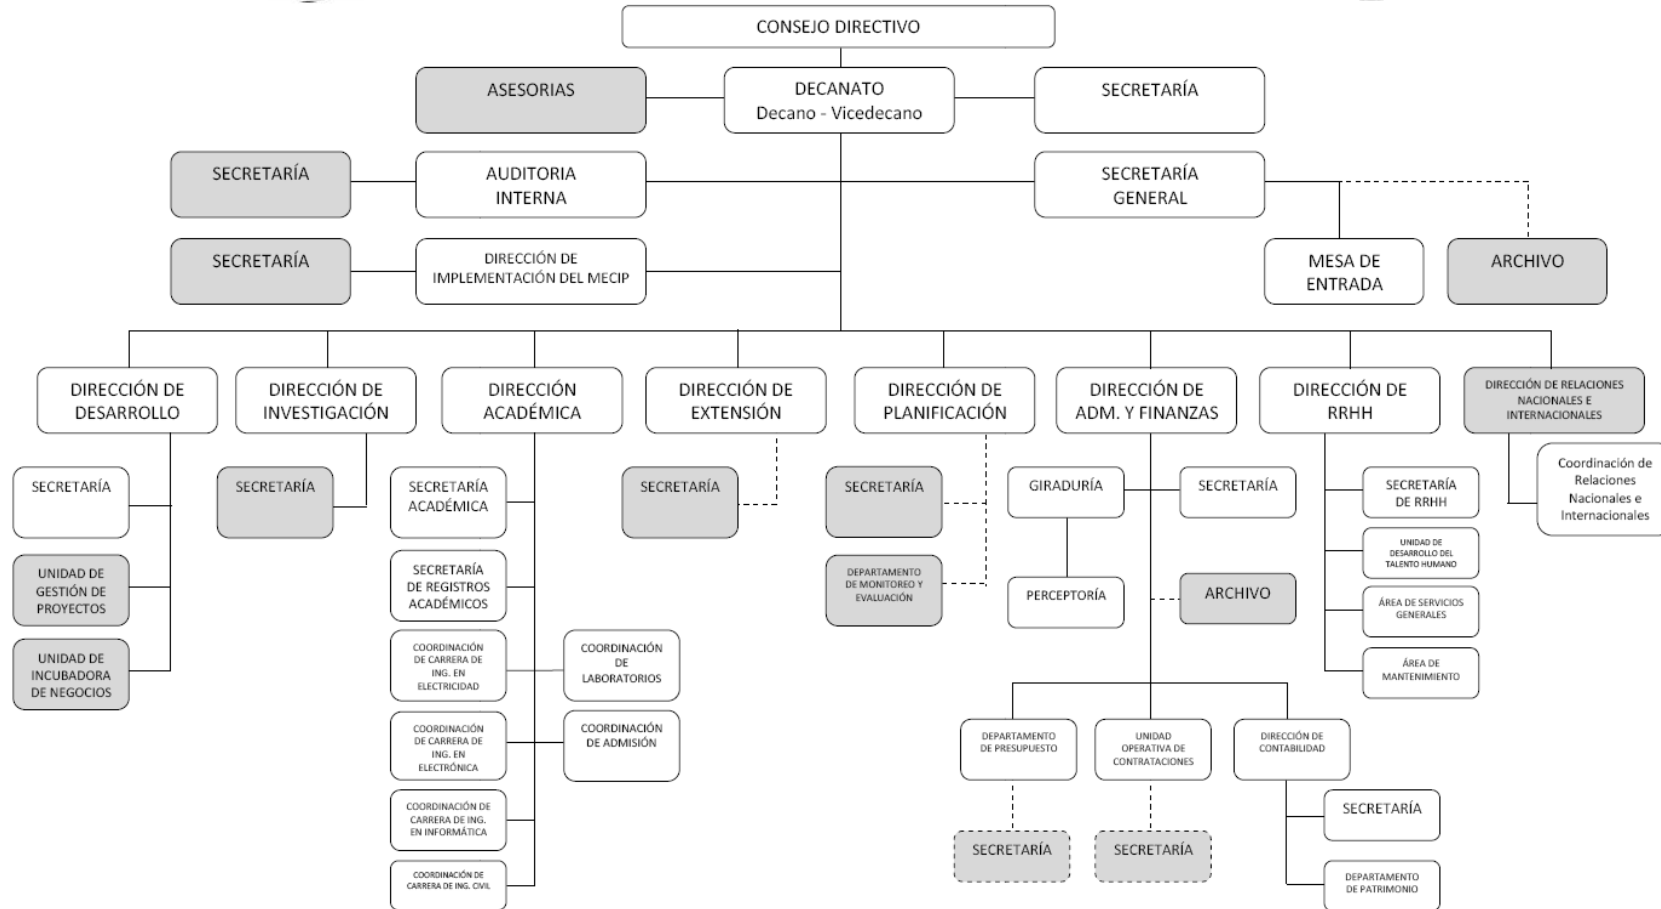 CONSEJO DIRECTIVO
ASESORIAS
DECANATO
Decano - Vicedecano
SECRETARÍA
SECRETARÍA
AUDITORIA
INTERNA
SECRETARÍA
GENERAL
SECRETARÍA
DIRECCIÓN DE
IMPLEMENTACIÓN DEL MECIP
MESA DE
ENTRADA
ARCHIVO
DIRECCIÓN DE
DESARROLLO
DIRECCIÓN DE
INVESTIGACIÓN
DIRECCIÓN
ACADÉMICA
DIRECCIÓN DE
EXTENSIÓN
DIRECCIÓN DE
PLANIFICACIÓN
DIRECCIÓN DE
ADM. Y FINANZAS
DIRECCIÓN DE
RRHH
DIRECCIÓN DE RELACIONES
NACIONALES E
INTERNACIONALES
SECRETARÍA
UNIDAD DE
GESTIÓN DE
PROYECTOS
UNIDAD DE
INCUBADORA
DE NEGOCIOS
SECRETARÍA
SECRETARÍA
ACADÉMICA
SECRETARÍA
DE REGISTROS
ACADÉMICOS
COORDINACIÓN
DE CARRERA DE
ING. EN
ELECTRICIDAD
COORDINACIÓN
DE
LABORATORIOS
COORDINACIÓN
DE CARRERA DE
ING. EN
ELECTRÓNICA
COORDINACIÓN
DE ADMISIÓN
COORDINACIÓN DE
CARRERA DE ING.
EN INFORMÁTICA
COORDINACIÓN DE
CARRERA DE ING. CIVIL
SECRETARÍA
SECRETARÍA
DEPARTAMENTO
DE MONITOREO Y
EVALUACIÓN
GIRADURÍA
SECRETARÍA
PERCEPTORÍA
ARCHIVO
DEPARTAMENTO
DE PRESUPUESTO
UNIDAD
OPERATIVA DE
CONTRATACIONES
DIRECCIÓN DE
CONTABILIDAD
SECRETARÍA
SECRETARÍA
SECRETARÍA
DEPARTAMENTO
DE PATRIMONIO
SECRETARÍA
DE RRHH
UNIDAD DE
DESARROLLO DEL
TALENTO HUMANO
ÁREA DE SERVICIOS
GENERALES
ÁREA DE
MANTENIMIENTO
Coordinación de
Relaciones
Nacionales e
Internacionales